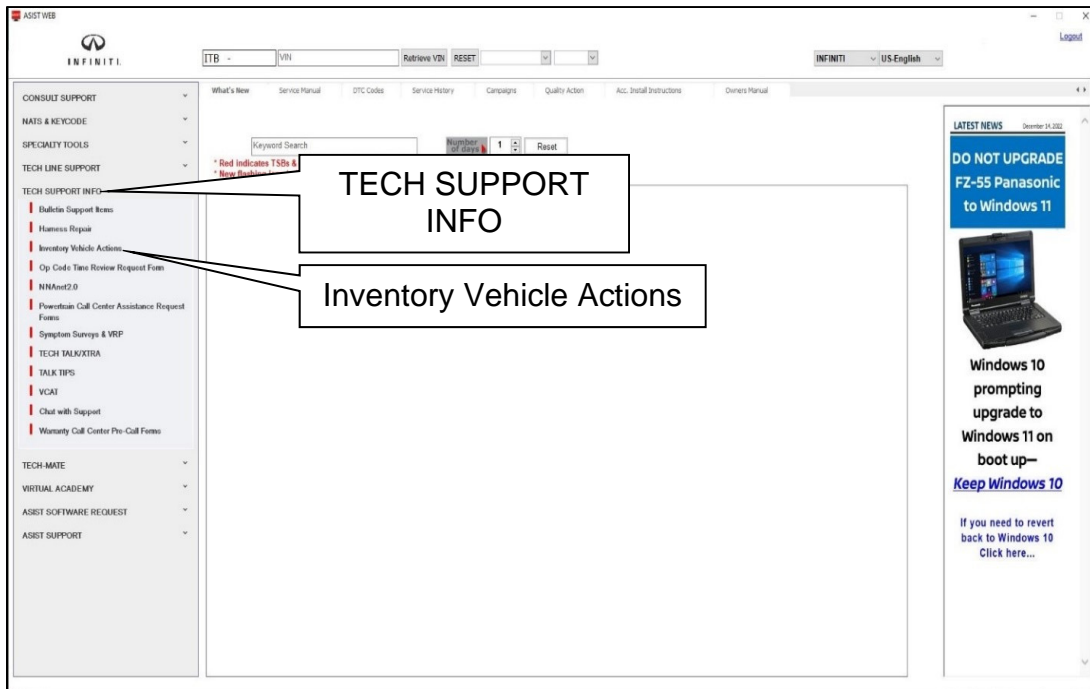 ASIST WEB
Logout
INFINITI.
ITB -
VIN
Retrieve VIN
RESET
INFINITI
US-English
CONSULT SUPPORT
NATS & KEYCODE
SPECIALTY TOOLS
TECH LINE SUPPORT
TECH SUPPORT INFO
Bulletin Support Items
Harness Repair
Inventory Vehicle Actions
Op Code Time Review Request Form
NNAnet2.0
Powertrain Call Center Assistance Request
Forms
Symptom Surveys & VRP
TECH TALK/XTRA
TALK TIPS
VCAT
Chat with Support
Warranty Call Center Pre-Call Forms
TECH-MATE
VIRTUAL ACADEMY
ASIST SOFTWARE REQUEST
ASIST SUPPORT
What's New
Service Manual
DTC Codes
Service History
Campaigns
Quality Action
Acc. Install Instructions
Owners Manual
Keyword Search
Number
of days
1
Reset
* Red indicates TSBs &
* New flashing
TECH SUPPORT
INFO
Inventory Vehicle Actions
LATEST NEWS
December 14, 2022
DO NOT UPGRADE
FZ-55 Panasonic
to Windows 11
Windows 10
prompting
upgrade to
Windows 11 on
boot up—
Keep Windows 10
If you need to revert
back to Windows 10
Click here...